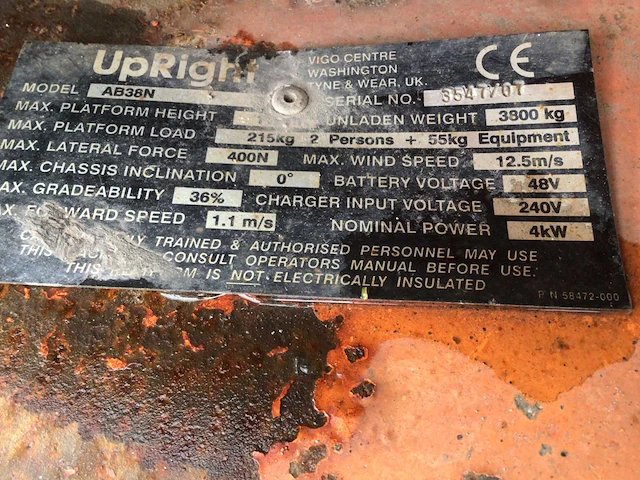 UpRight
VIGO CENTRE
WASHINGTON
TYNE & WEAR, UK.
CE
MODEL AB38N
SERIAL NO.
MAX. PLATFORM HEIGHT
UNLADEN WEIGHT 3800 kg
MAX. PLATFORM LOAD 215kg 2 Persons + 55kg Equipment
MAX. LATERAL FORCE 400N
MAX. WIND SPEED 12.5m/s
MAX. CHASSIS INCLINATION 0°
BATTERY VOLTAGE 48V
MAX. GRADEABILITY 36%
CHARGER INPUT VOLTAGE 240V
SPEED 1.1 m/s
NOMINAL POWER 4kW
TRAINED & AUTHORISED PERSONNEL MAY USE
THIS CONSULT OPERATORS MANUAL BEFORE USE.
THIS IS NOT ELECTRICALLY INSULATED
P/N 58472-000